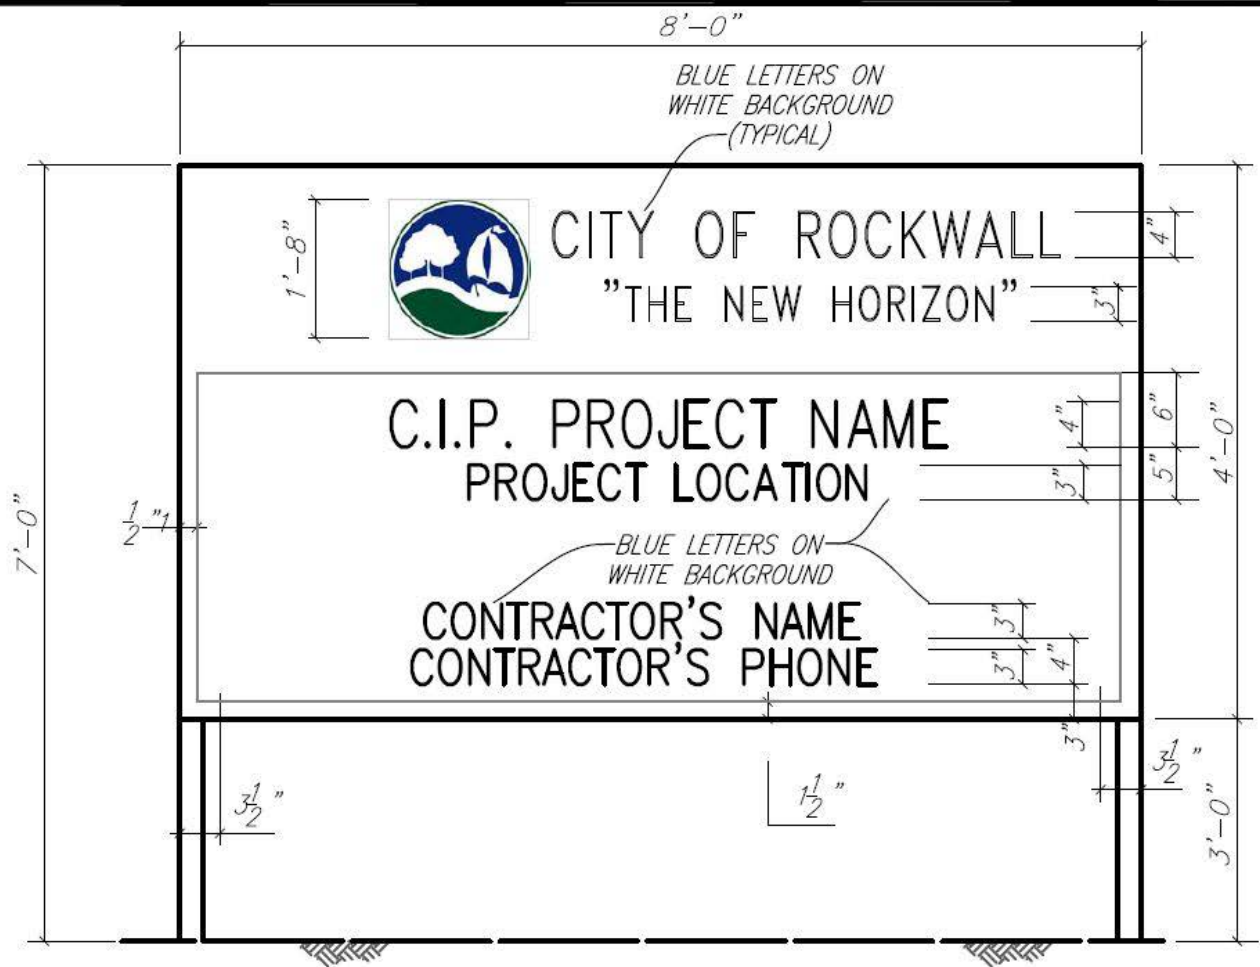 8'-0"
BLUE LETTERS ON
WHITE BACKGROUND
(TYPICAL)
1'-8"
CITY OF ROCKWALL
4"
"THE NEW HORIZON"
3"
C.I.P. PROJECT NAME
4"
6"
PROJECT LOCATION
3"
5"
4'-0"
7'-0"
1/2" 1
BLUE LETTERS ON
WHITE BACKGROUND
CONTRACTOR'S NAME
3"
CONTRACTOR'S PHONE
3"
4"
3"
3 1/2"
1 1/2"
3 1/2"
3'-0"